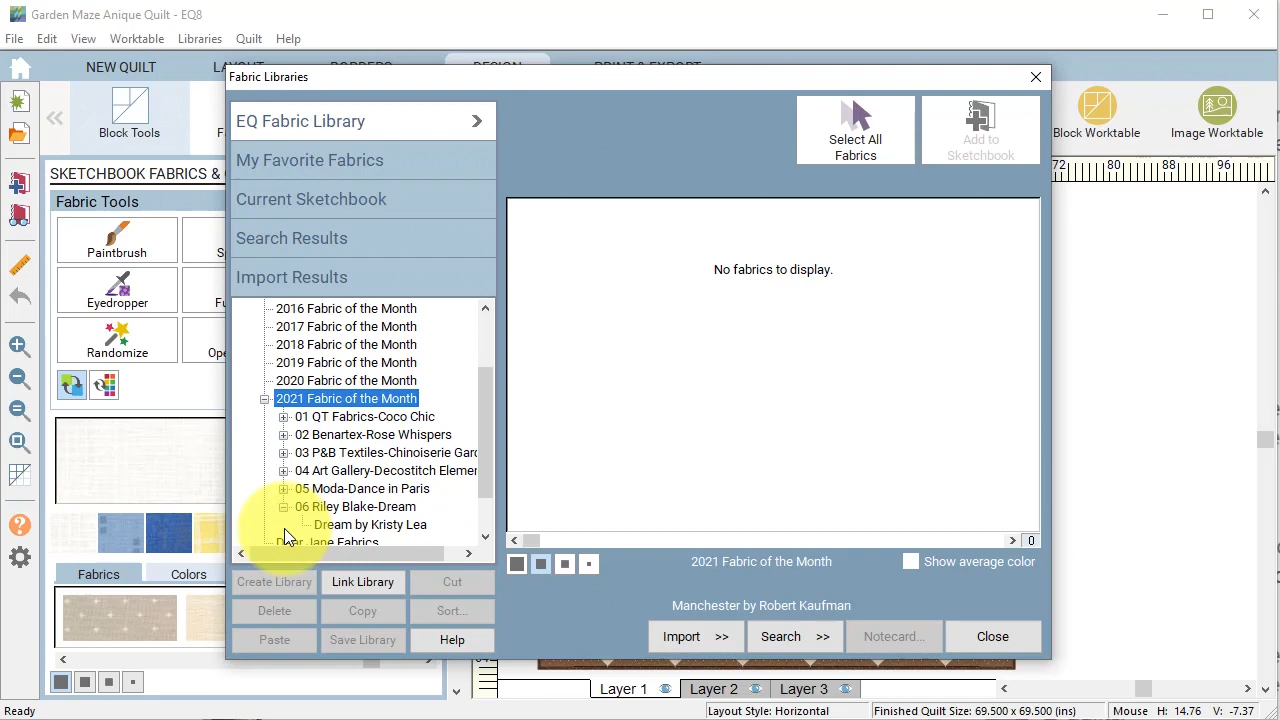 Garden Maze Anique Quilt - EQ8
File Edit View Worktable Libraries Quilt Help
NEW QUILT
Fabric Libraries
Block Tools
EQ Fabric Library
My Favorite Fabrics
Current Sketchbook
Search Results
Import Results
Select All Fabrics
Add to Sketchbook
Block Worktable
Image Worktable
72 80 88 96
SKETCHBOOK FABRICS &
Fabric Tools
Paintbrush
Eyedropper
Randomize
2016 Fabric of the Month
2017 Fabric of the Month
2018 Fabric of the Month
2019 Fabric of the Month
2020 Fabric of the Month
2021 Fabric of the Month
01 QT Fabrics-Coco Chic
02 Benartex-Rose Whispers
03 P&B Textiles-Chinoiserie Gar
04 Art Gallery-Decostitch Elemer
05 Moda-Dance in Paris
06 Riley Blake-Dream
Dream by Kristy Lea
Dear Jane Fabrics
No fabrics to display.
0
2021 Fabric of the Month
Show average color
Manchester by Robert Kaufman
Fabrics Colors
Create Library Link Library Cut
Delete Copy Sort...
Paste Save Library Help
Import >> Search >> Notecard... Close
Layer 1 Layer 2 Layer 3
Ready
Layout Style: Horizontal
Finished Quilt Size: 69.500 x 69.500 (ins)
Mouse H: 14.76 V: -7.37